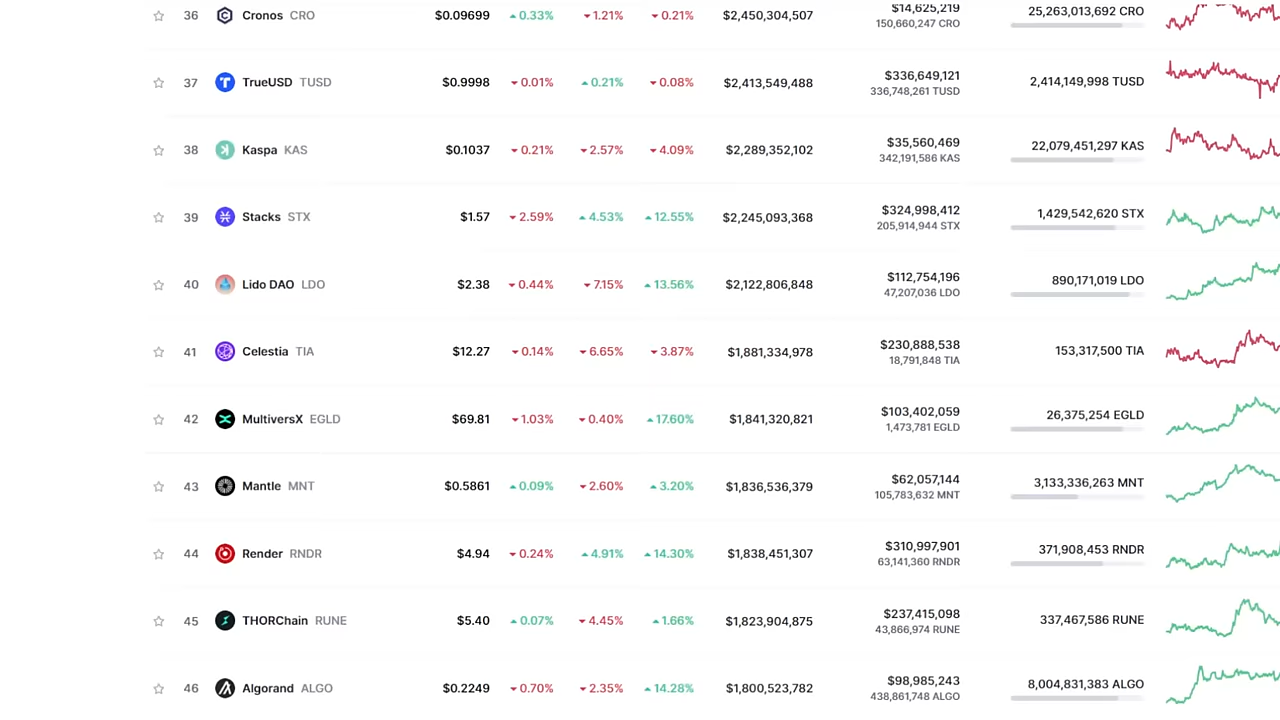 36 Cronos CRO $0.09699 0.33% 1.21% 0.21% $2,450,304,507 $14,625,219 25,263,013,692 CRO
150,660,247 CRO
37 TrueUSD TUSD $0.9998 0.01% 0.21% 0.08% $2,413,549,488 $336,649,121 2,414,149,998 TUSD
336,748,261 TUSD
38 Kaspa KAS $0.1037 0.21% 2.57% 4.09% $2,289,352,102 $35,560,469 22,079,451,297 KAS
342,191,586 KAS
39 Stacks STX $1.57 2.59% 4.53% 12.55% $2,245,093,368 $324,998,412 1,429,542,620 STX
205,914,944 STX
40 Lido DAO LDO $2.38 0.44% 7.15% 13.56% $2,122,806,848 $112,754,196 890,171,019 LDO
47,207,036 LDO
41 Celestia TIA $12.27 0.14% 6.65% 3.87% $1,881,334,978 $230,888,538 153,317,500 TIA
18,791,848 TIA
42 MultiversX EGLD $69.81 1.03% 0.40% 17.60% $1,841,320,821 $103,402,059 26,375,254 EGLD
1,473,781 EGLD
43 Mantle MNT $0.5861 0.09% 2.60% 3.20% $1,836,536,379 $62,057,144 3,133,336,263 MNT
105,783,632 MNT
44 Render RNDR $4.94 0.24% 4.91% 14.30% $1,838,451,307 $310,997,901 371,908,453 RNDR
63,141,360 RNDR
45 THORChain RUNE $5.40 0.07% 4.45% 1.66% $1,823,904,875 $237,415,098 337,467,586 RUNE
43,866,974 RUNE
46 Algorand ALGO $0.2249 0.70% 2.35% 14.28% $1,800,523,782 $98,985,243 8,004,831,383 ALGO
438,861,748 ALGO